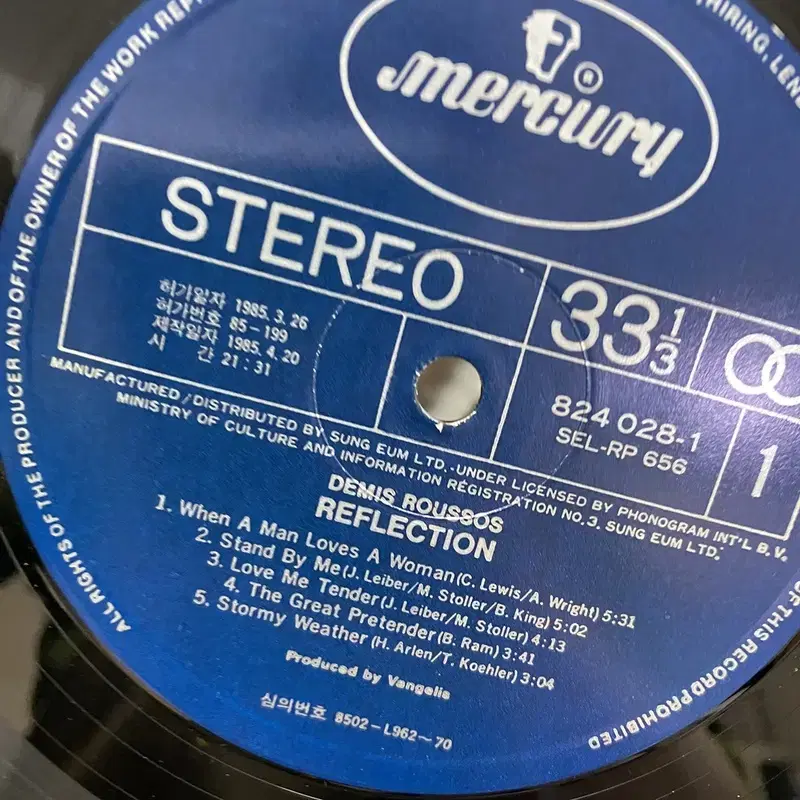 mercury
®
STEREO
33 1/3
허가일자 1985.3.26
허가번호 85-199
제작일자 1985.4.20
시 간 21:31
824 028-1
SEL-RP 656
1
MANUFACTURED/DISTRIBUTED BY SUNG EUM LTD.-UNDER LICENSED BY PHONOGRAM INT'L B.V.
MINISTRY OF CULTURE AND INFORMATION REGISTRATION NO.3. SUNG EUM LTD.
DEMIS ROUSSOS
REFLECTION
1. When A Man Loves A Woman(C. Lewis/A. Wright) 5:31
2. Stand By Me(J. Leiber/M. Stoller/B. King) 5:02
3. Love Me Tender(J. Leiber/M. Stoller) 4:13
4. The Great Pretender(B. Ram) 3:41
5. Stormy Weather(H. Arlen/T. Koehler) 3:04
Produced by Vangelis
심의번호 8502-L962~70
ALL RIGHTS OF THE PRODUCER AND OF THE OWNER OF THE WORK
HIRING, LEN
OF THIS RECORD PROHIBITED